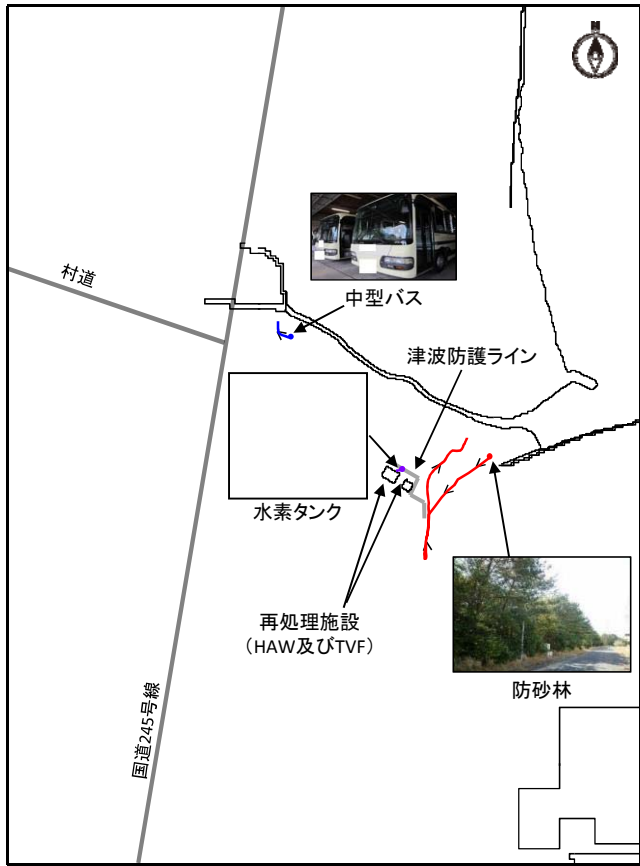 N
村道
中型バス
津波防護ライン
水素タンク
再処理施設
（HAW及びTVF）
防砂林
国道245号線